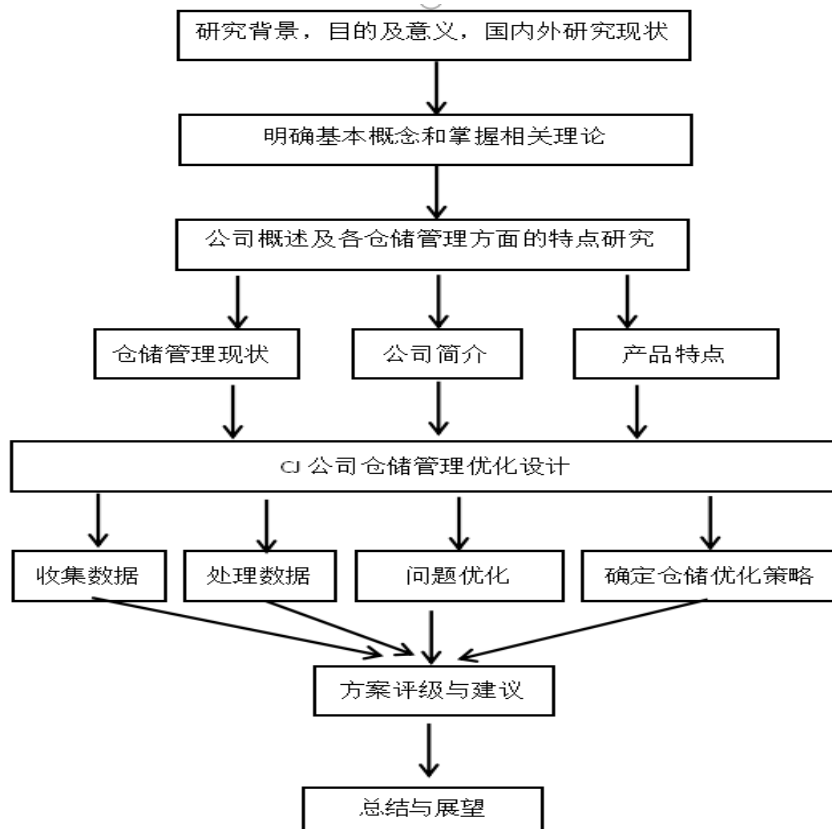 研究背景，目的及意义，国内外研究现状
明确基本概念和掌握相关理论
公司概述及各仓储管理方面的特点研究
仓储管理现状
公司简介
产品特点
CJ 公司仓储管理优化设计
收集数据
处理数据
问题优化
确定仓储优化策略
方案评级与建议
总结与展望